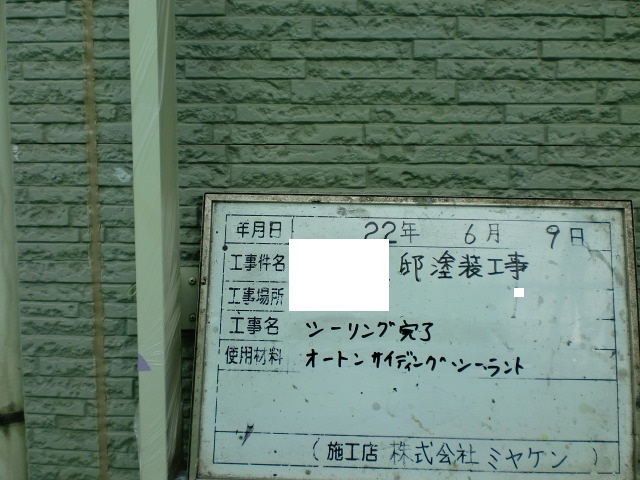 年月日 22年 6月 9日
工事件名 邸塗装工事
工事場所
工事名 シーリング完了
使用材料 オートンサイディングシーラント
(施工店 株式会社ミヤケン )